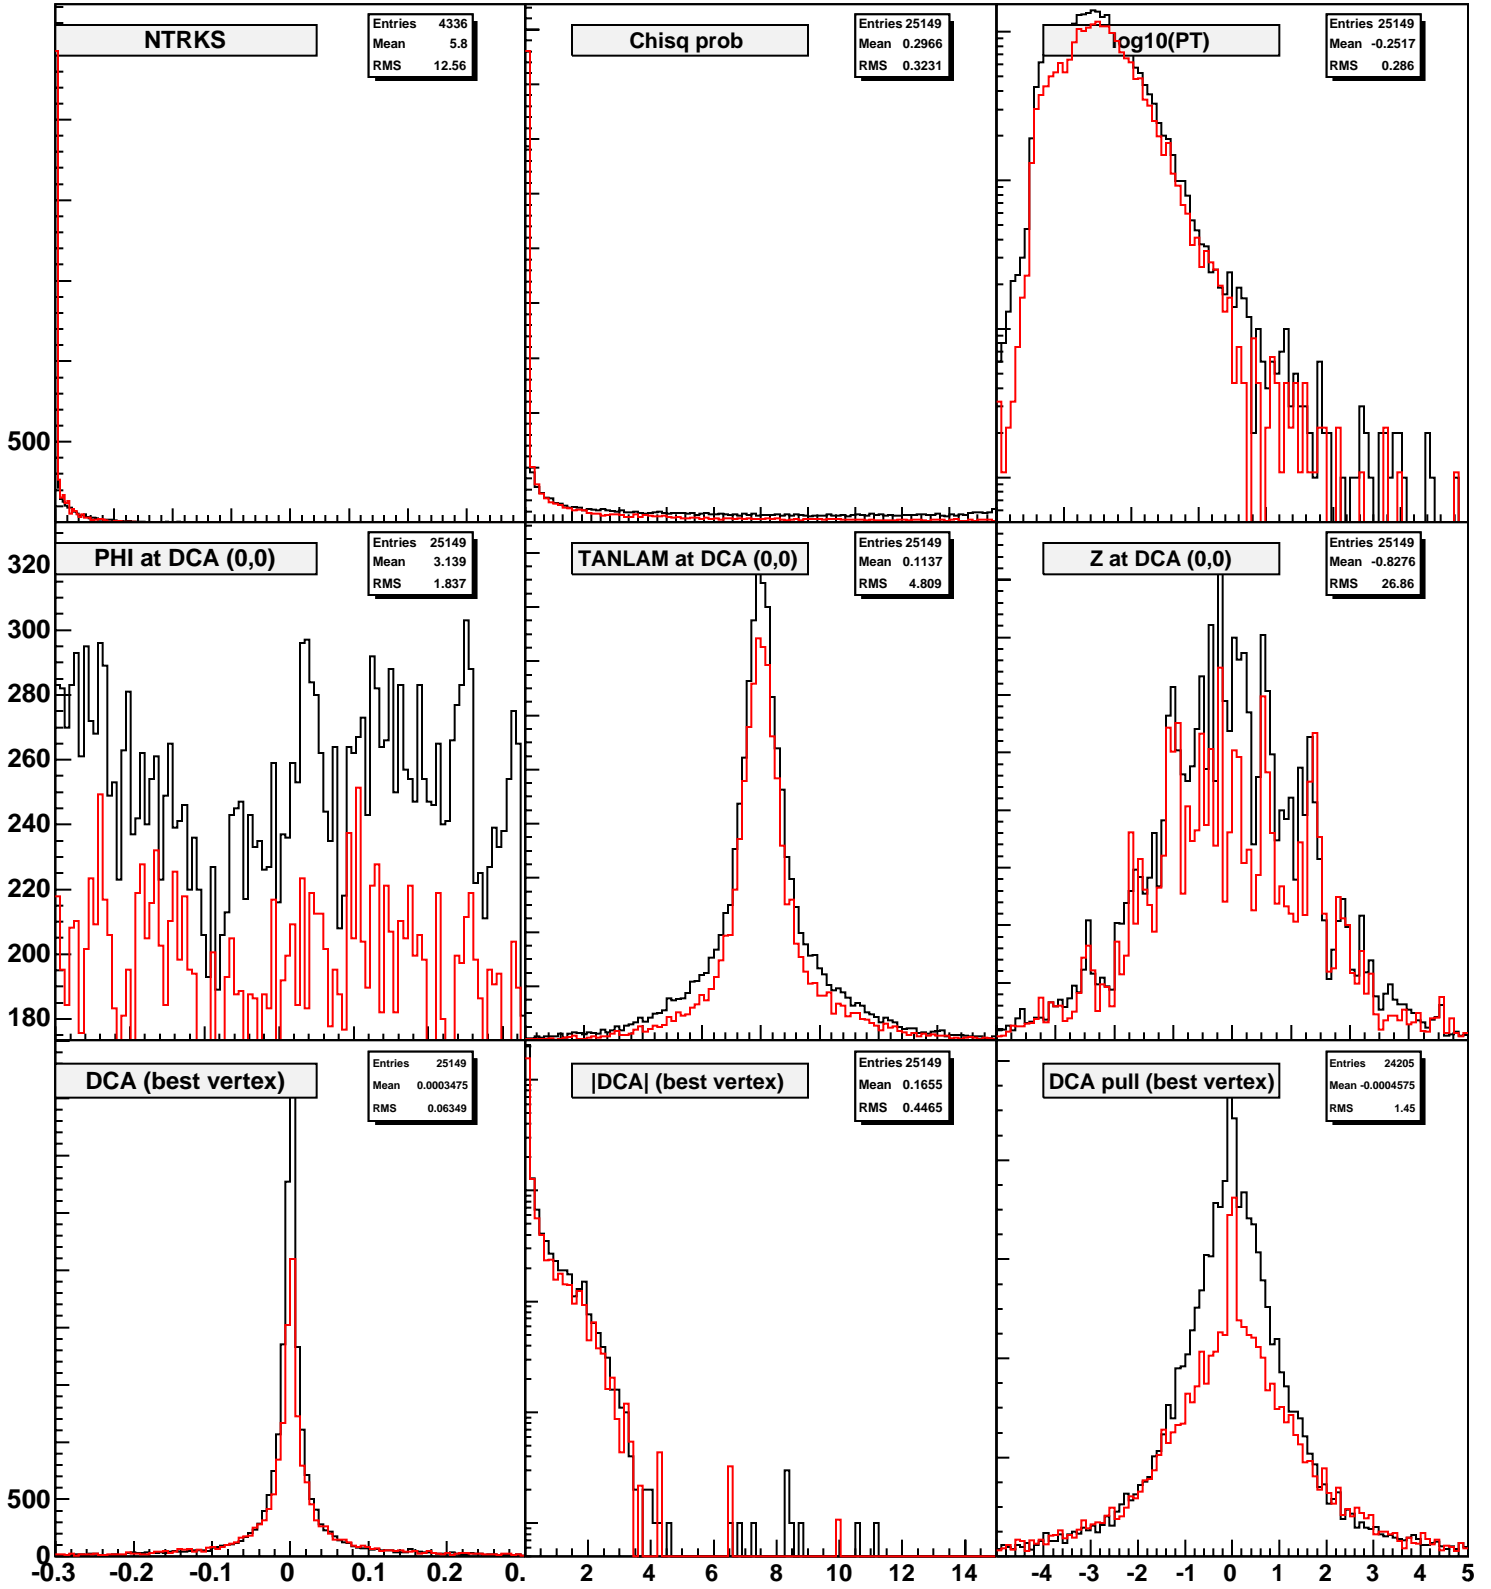 NTRKS
Entries 4336
Mean 5.8
RMS 12.56
Chisq prob
Entries 25149
Mean 0.2966
RMS 0.3231
log10(PT)
Entries 25149
Mean -0.2517
RMS 0.286
500
PHI at DCA (0,0)
Entries 25149
Mean 3.139
RMS 1.837
TANLAM at DCA (0,0)
Entries 25149
Mean 0.1137
RMS 4.809
Z at DCA (0,0)
Entries 25149
Mean -0.8276
RMS 26.86
320
300
280
260
240
220
200
180
DCA (best vertex)
Entries 25149
Mean 0.0003475
RMS 0.06349
|DCA| (best vertex)
Entries 25149
Mean 0.1655
RMS 0.4465
DCA pull (best vertex)
Entries 24205
Mean -0.0004575
RMS 1.45
500
0
-0.3 -0.2 -0.1 0 0.1 0.2 0.
2 4 6 8 10 12 14
-4 -2 -1 0 1 2 3 4 5